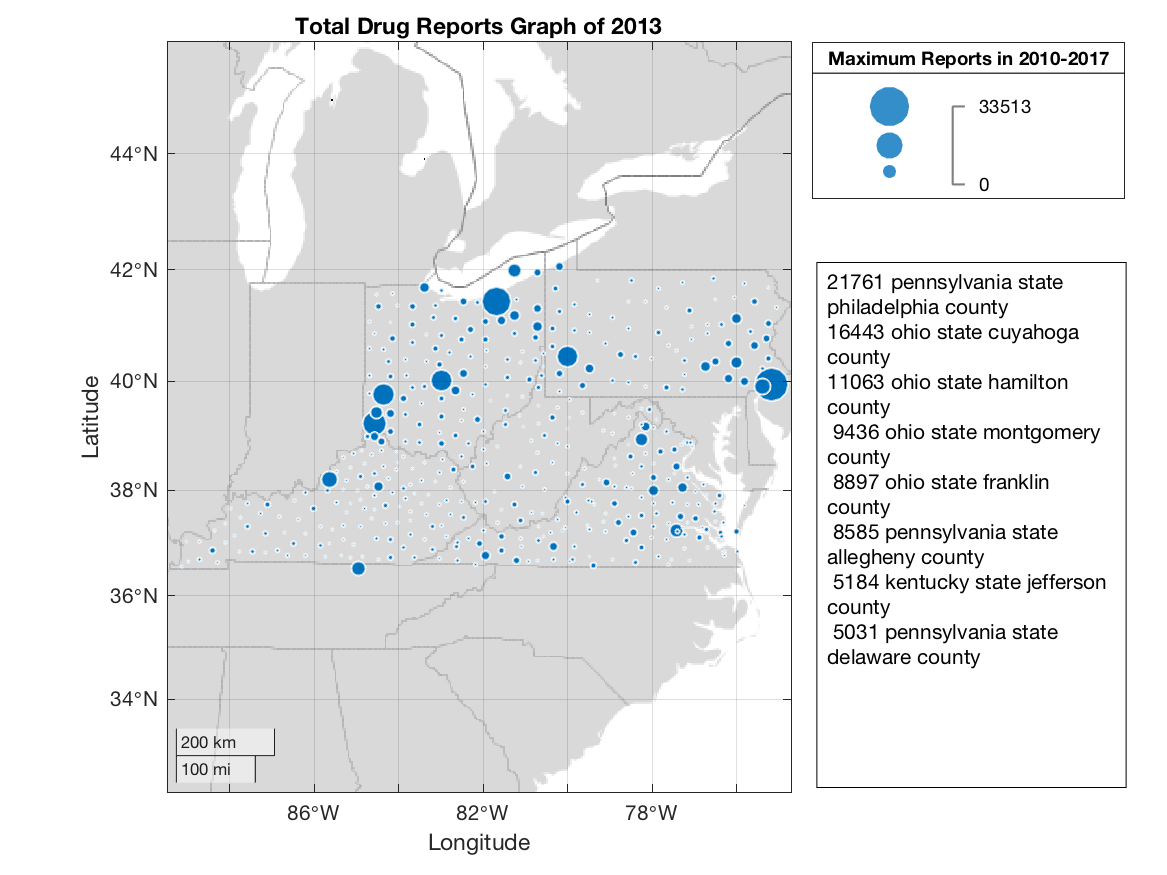 Total Drug Reports Graph of 2013
Maximum Reports in 2010-2017
33513
0
44°N
42°N
40°N
38°N
36°N
34°N
Latitude
200 km
100 mi
86°W
82°W
78°W
Longitude
21761 pennsylvania state
philadelphia county
16443 ohio state cuyahoga
county
11063 ohio state hamilton
county
9436 ohio state montgomery
county
8897 ohio state franklin
county
8585 pennsylvania state
allegheny county
5184 kentucky state jefferson
county
5031 pennsylvania state
delaware county